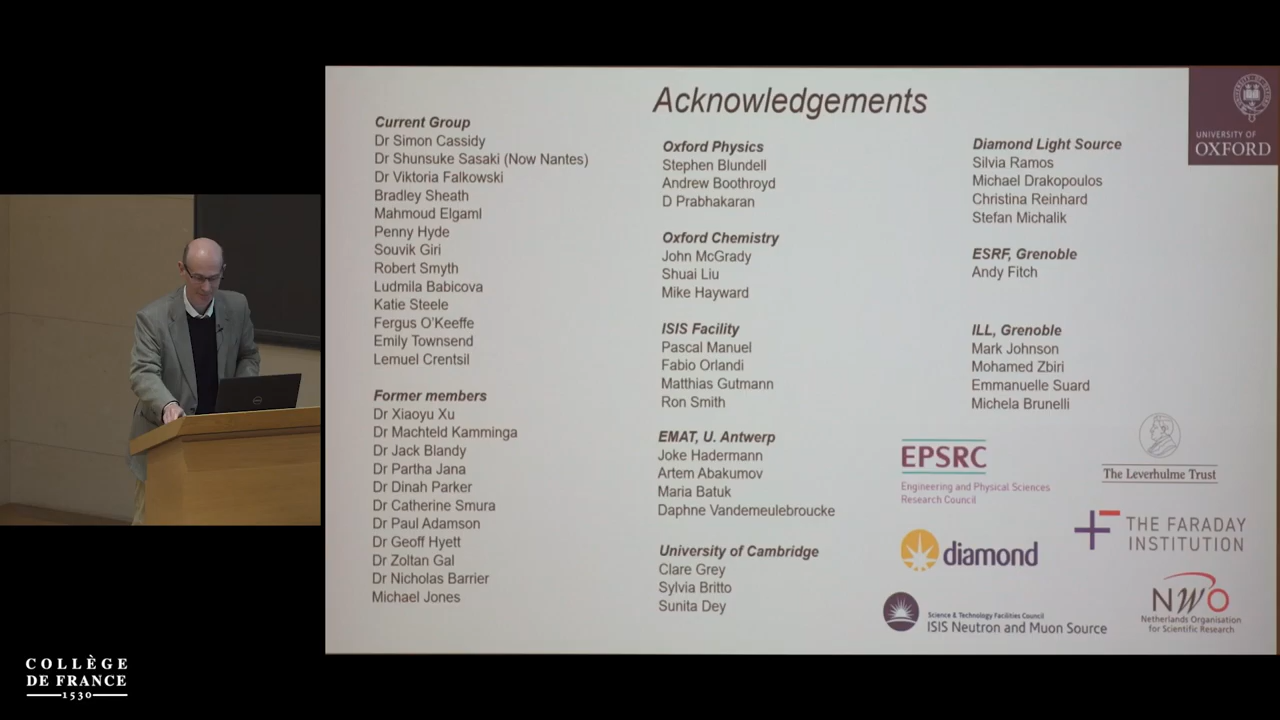 Acknowledgements
Current Group
Dr Simon Cassidy
Dr Shunsuke Sasaki (Now Nantes)
Dr Viktoria Falkowski
Bradley Sheath
Mahmoud Elgaml
Penny Hyde
Souvik Giri
Robert Smyth
Ludmila Babicova
Katie Steele
Fergus O'Keeffe
Emily Townsend
Lemuel Crentsil
Former members
Dr Xiaoyu Xu
Dr Machteld Kamminga
Dr Jack Blandy
Dr Partha Jana
Dr Dinah Parker
Dr Catherine Smura
Dr Paul Adamson
Dr Geoff Hyett
Dr Zoltan Gal
Dr Nicholas Barrier
Michael Jones
Oxford Physics
Stephen Blundell
Andrew Boothroyd
D Prabhakaran
Oxford Chemistry
John McGrady
Shuai Liu
Mike Hayward
ISIS Facility
Pascal Manuel
Fabio Orlandi
Matthias Gutmann
Ron Smith
EMAT, U. Antwerp
Joke Hadermann
Artem Abakumov
Maria Batuk
Daphne Vandemeulebroucke
University of Cambridge
Clare Grey
Sylvia Britto
Sunita Dey
Diamond Light Source
Silvia Ramos
Michael Drakopoulos
Christina Reinhard
Stefan Michalik
ESRF, Grenoble
Andy Fitch
ILL, Grenoble
Mark Johnson
Mohamed Zbiri
Emmanuelle Suard
Michela Brunelli
EPSRC
Engineering and Physical Sciences
Research Council
The Leverhulme Trust
diamond
THE FARADAY
INSTITUTION
Science & Technology Facilities Council
ISIS Neutron and Muon Source
NWO
Netherlands Organisation
for Scientific Research
UNIVERSITY OF
OXFORD
COLLÈGE
DE FRANCE
1530